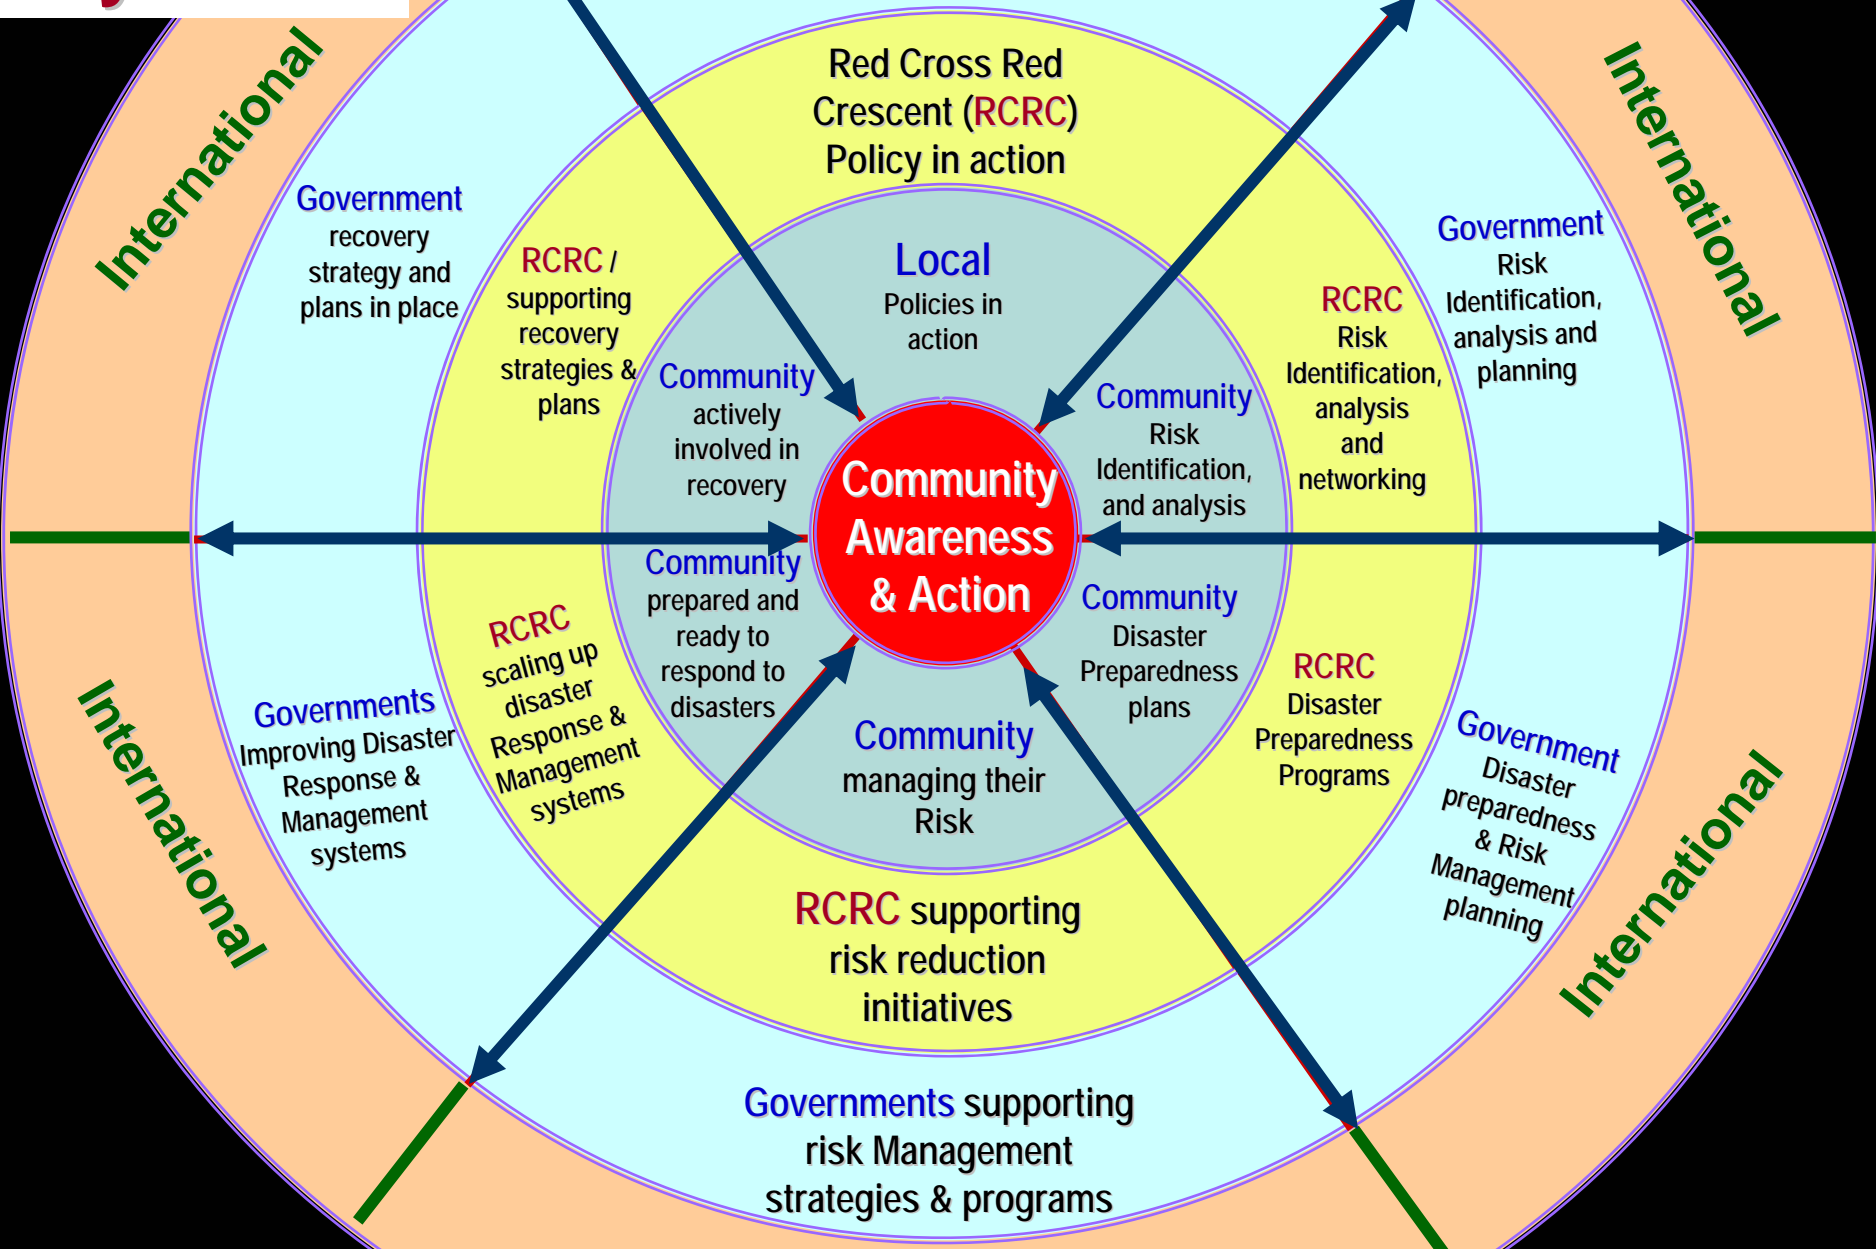 Red Cross Red
Crescent (RCRC)
Policy in action
International
International
Government
recovery
strategy and
plans in place
RCRC /
supporting
recovery
strategies &
plans
Local
Policies in
action
Community
actively
involved in
recovery
Community
Risk
Identification,
and analysis
RCRC
Risk
Identification,
analysis
and
networking
Government
Risk
Identification,
analysis and
planning
Community
Awareness
& Action
Community
prepared and
ready to
respond to
disasters
Community
Disaster
Preparedness
plans
RCRC
scaling up
disaster
Response &
Management
systems
Governments
Improving Disaster
Response &
Management
systems
International
RCRC
Disaster
Preparedness
Programs
Government
Disaster
preparedness
& Risk
Management
planning
International
Community
managing their
Risk
RCRC supporting
risk reduction
initiatives
Governments supporting
risk Management
strategies & programs